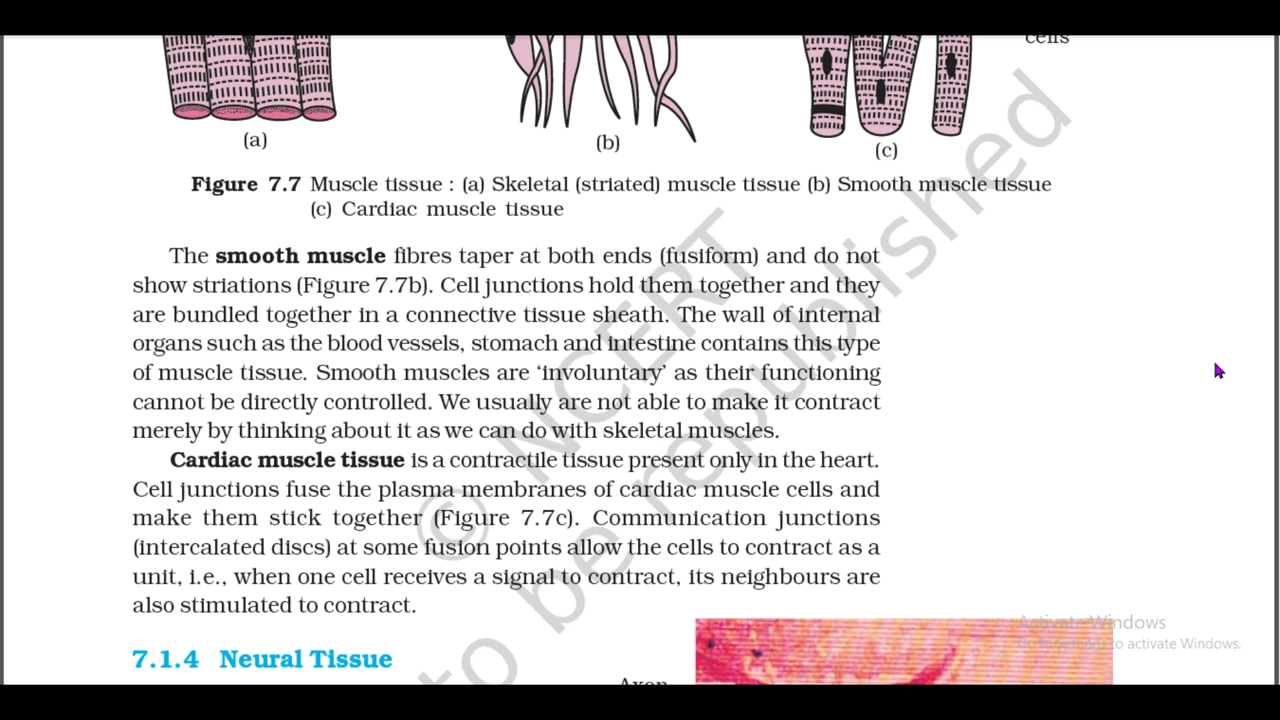 cells
(a)
(b)
(c)
Figure 7.7 Muscle tissue : (a) Skeletal (striated) muscle tissue (b) Smooth muscle tissue
(c) Cardiac muscle tissue
The smooth muscle fibres taper at both ends (fusiform) and do not
show striations (Figure 7.7b). Cell junctions hold them together and they
are bundled together in a connective tissue sheath. The wall of internal
organs such as the blood vessels, stomach and intestine contains this type
of muscle tissue. Smooth muscles are ‘involuntary’ as their functioning
cannot be directly controlled. We usually are not able to make it contract
merely by thinking about it as we can do with skeletal muscles.
Cardiac muscle tissue is a contractile tissue present only in the heart.
Cell junctions fuse the plasma membranes of cardiac muscle cells and
make them stick together (Figure 7.7c). Communication junctions
(intercalated discs) at some fusion points allow the cells to contract as a
unit, i.e., when one cell receives a signal to contract, its neighbours are
also stimulated to contract.
7.1.4 Neural Tissue
Axon
© NCERT
to be republished
Activate Windows
to activate Windows.